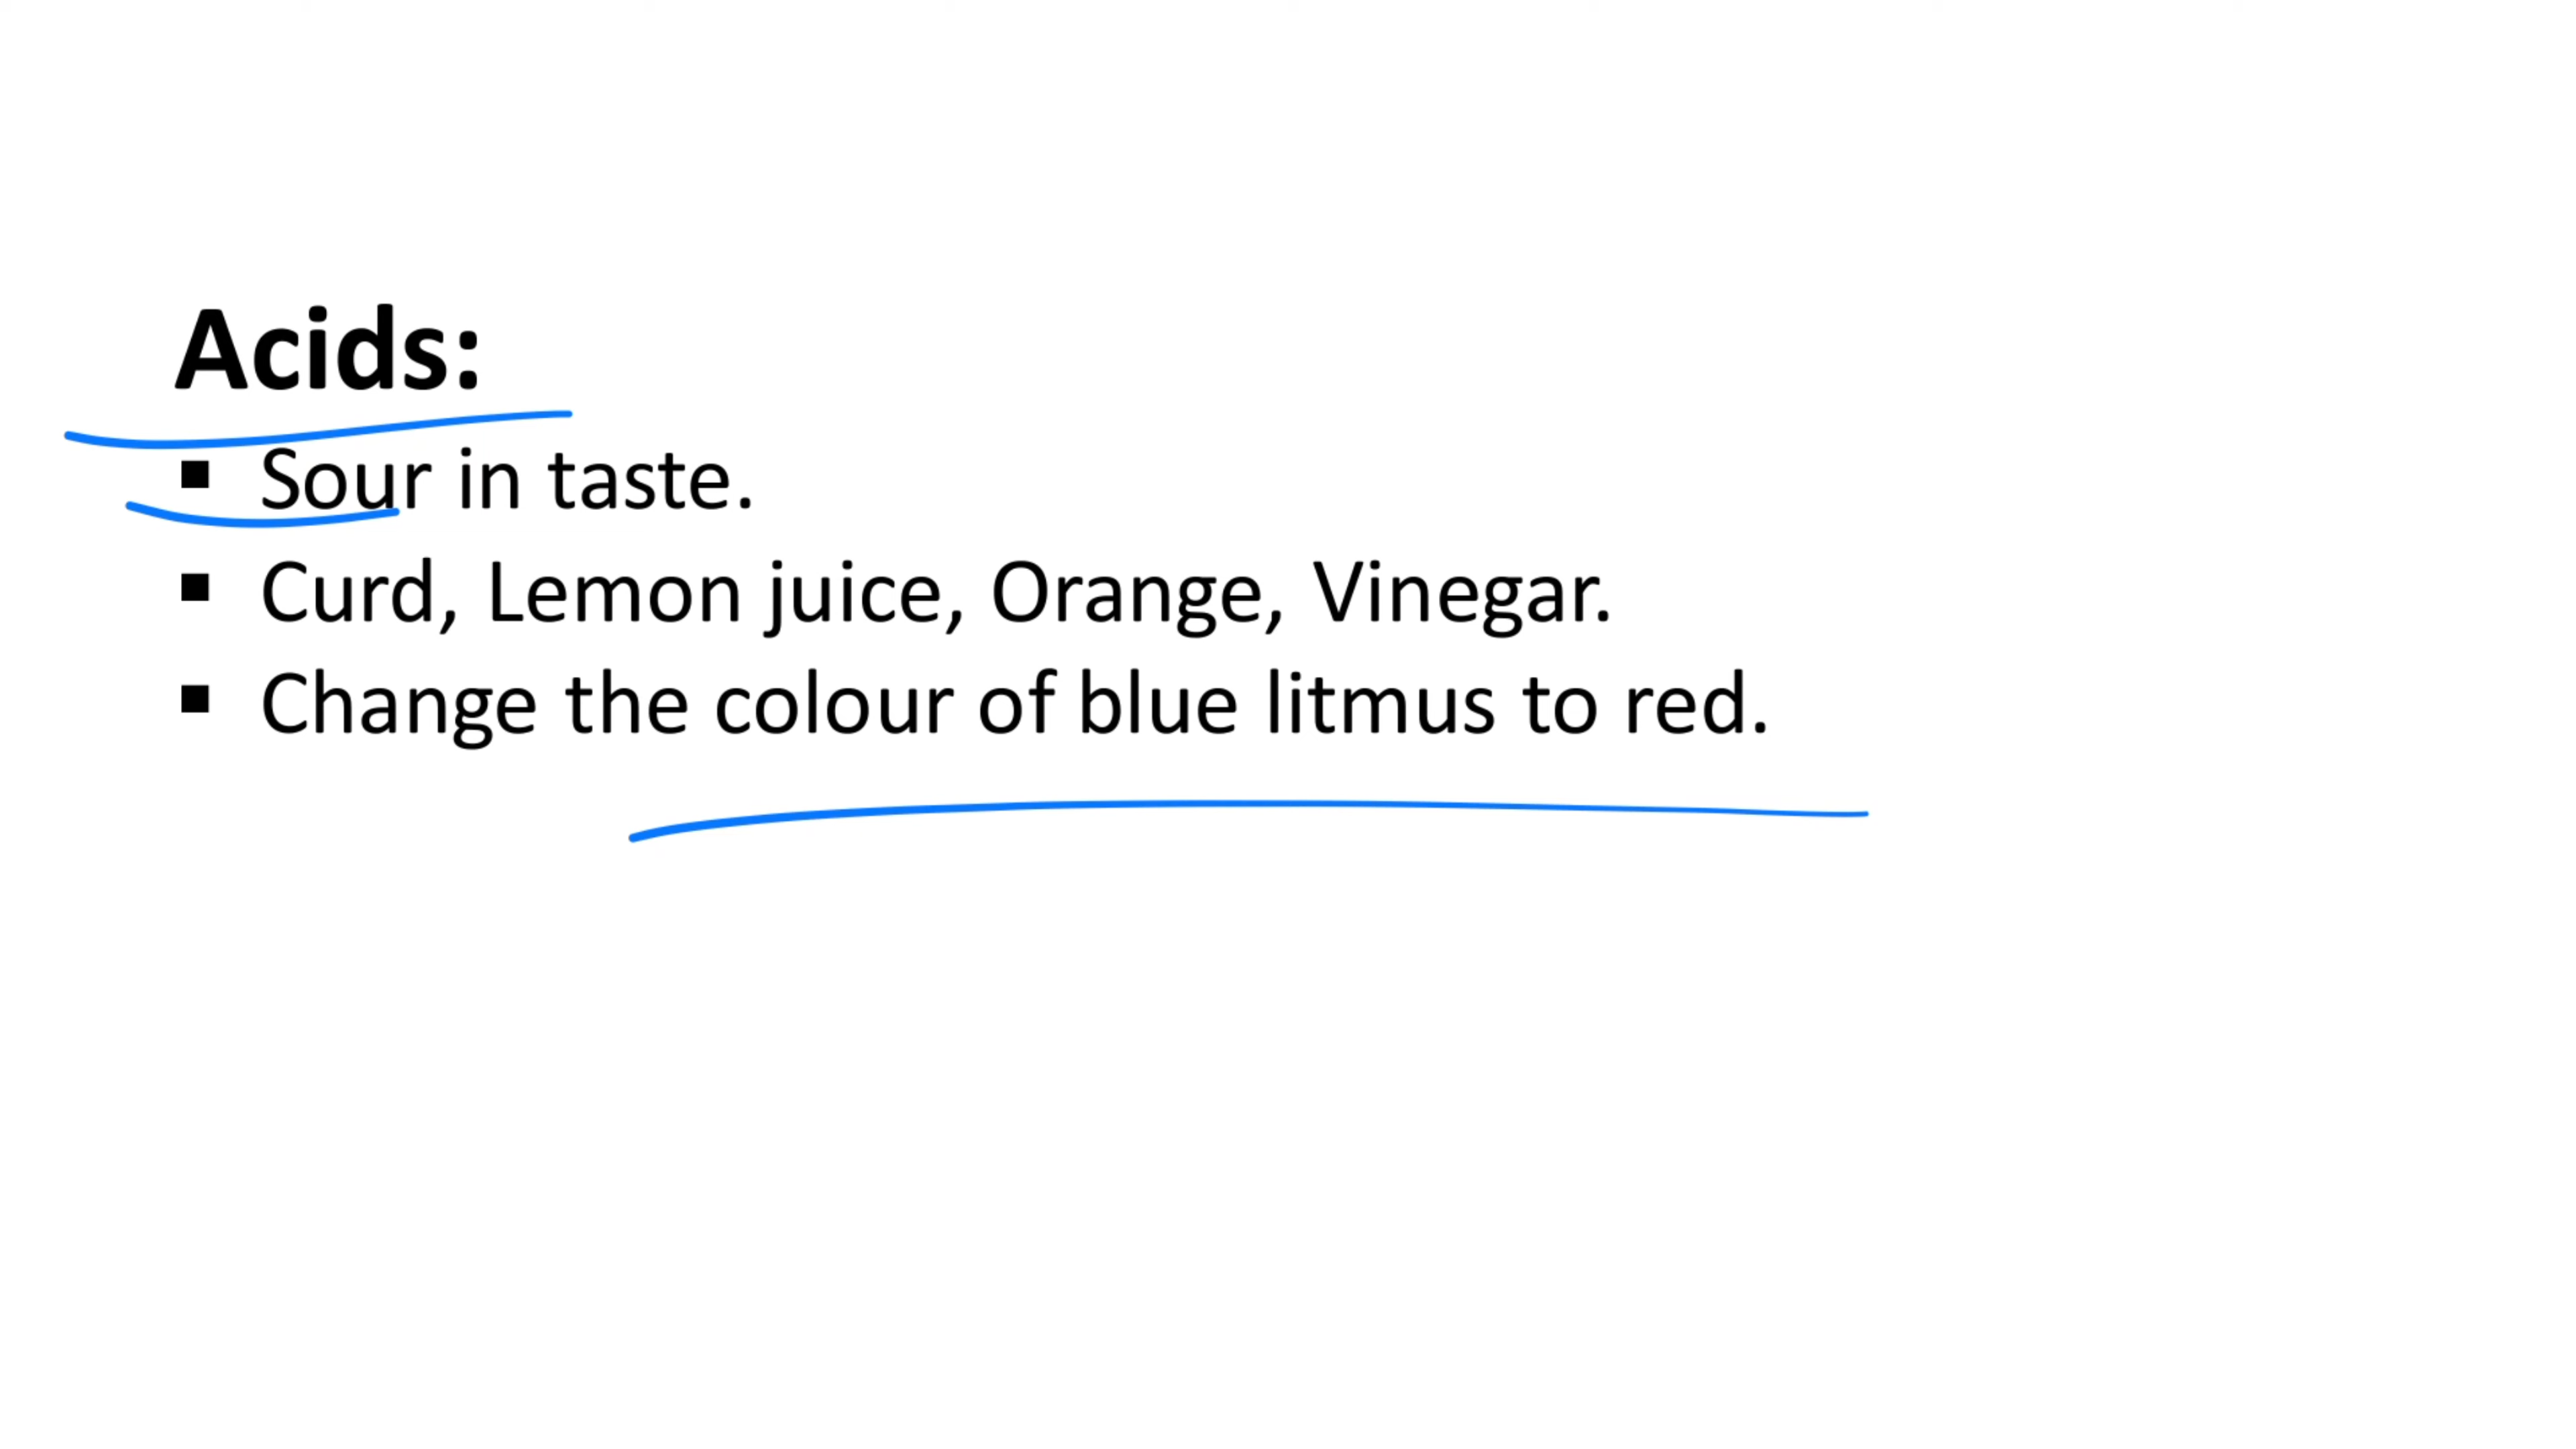 Acids:
▪ Sour in taste.
▪ Curd, Lemon juice, Orange, Vinegar.
▪ Change the colour of blue litmus to red.